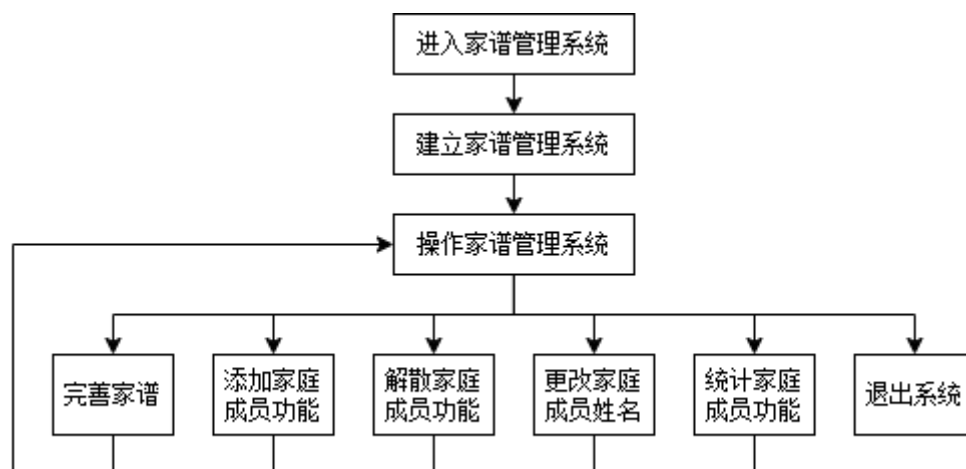 进入家谱管理系统
建立家谱管理系统
操作家谱管理系统
完善家谱
添加家庭
成员功能
解散家庭
成员功能
更改家庭
成员姓名
统计家庭
成员功能
退出系统